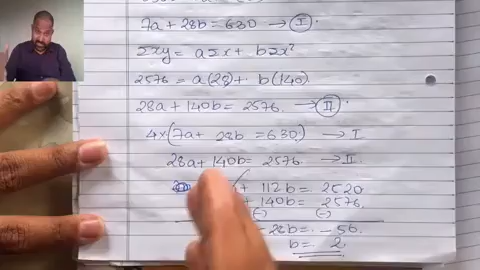 7a + 28b = 630 → I
Σxy = aΣx + bΣx²
2576 = a(28) + b(140)
28a + 140b = 2576 → II
4×(7a + 28b = 630) → I
28a + 140b = 2576 → II
+ 112b = 2520
+ 140b = 2576
(-) (-)
- 28b = - 56
b = 2